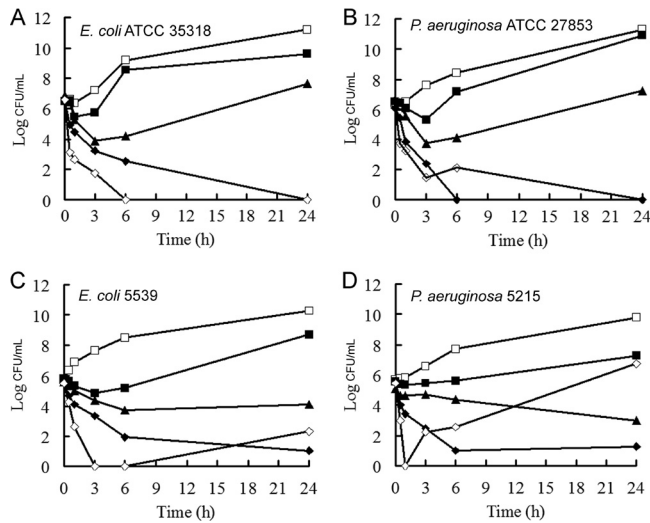 A
E. coli ATCC 35318
12
10
8
6
4
2
0
Log CFU/mL
0 3 6 9 12 15 18 21 24
Time (h)
B
P. aeruginosa ATCC 27853
12
10
8
6
4
2
0
Log CFU/mL
0 3 6 9 12 15 18 21 24
Time (h)
C
E. coli 5539
12
10
8
6
4
2
0
Log CFU/mL
0 3 6 9 12 15 18 21 24
Time (h)
D
P. aeruginosa 5215
12
10
8
6
4
2
0
Log CFU/mL
0 3 6 9 12 15 18 21 24
Time (h)